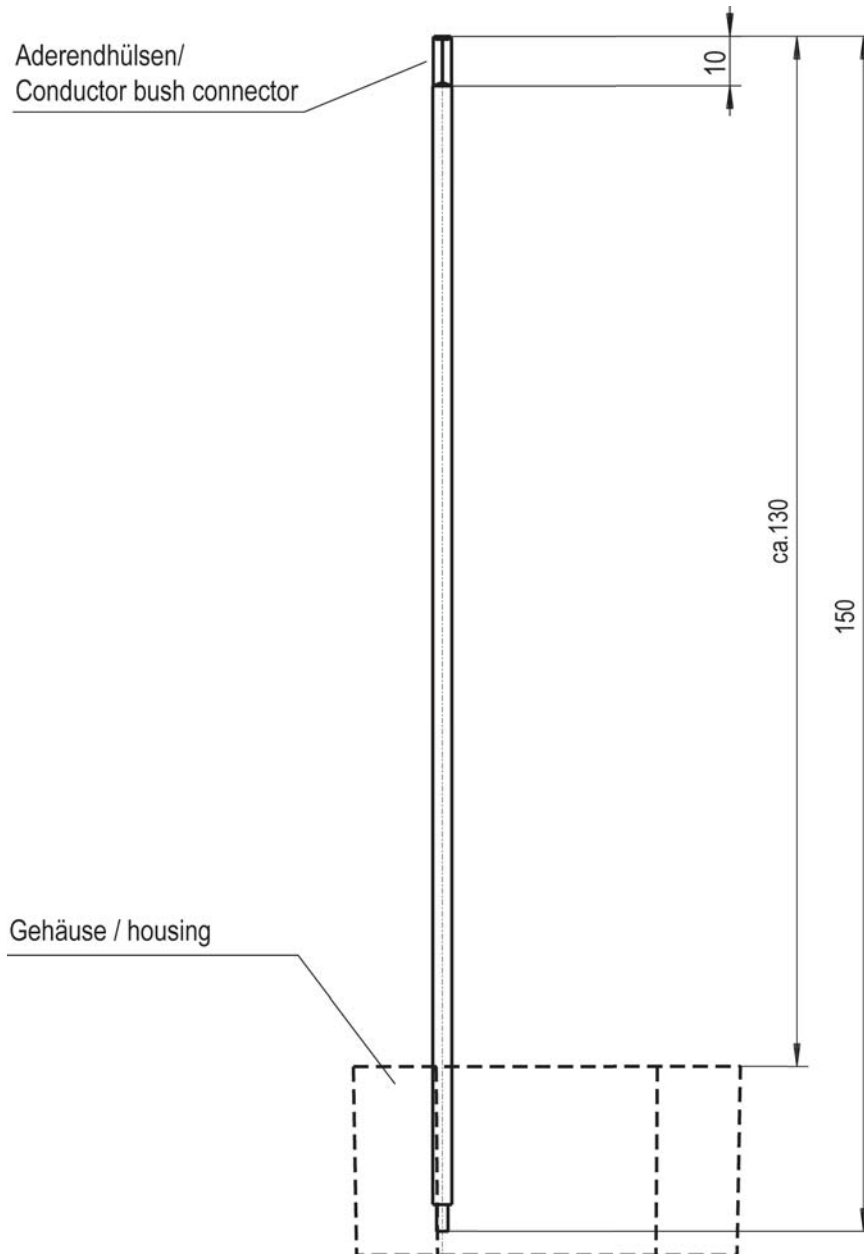 Aderendhülsen/
Conductor bush connector
10
ca.130
150
Gehäuse / housing